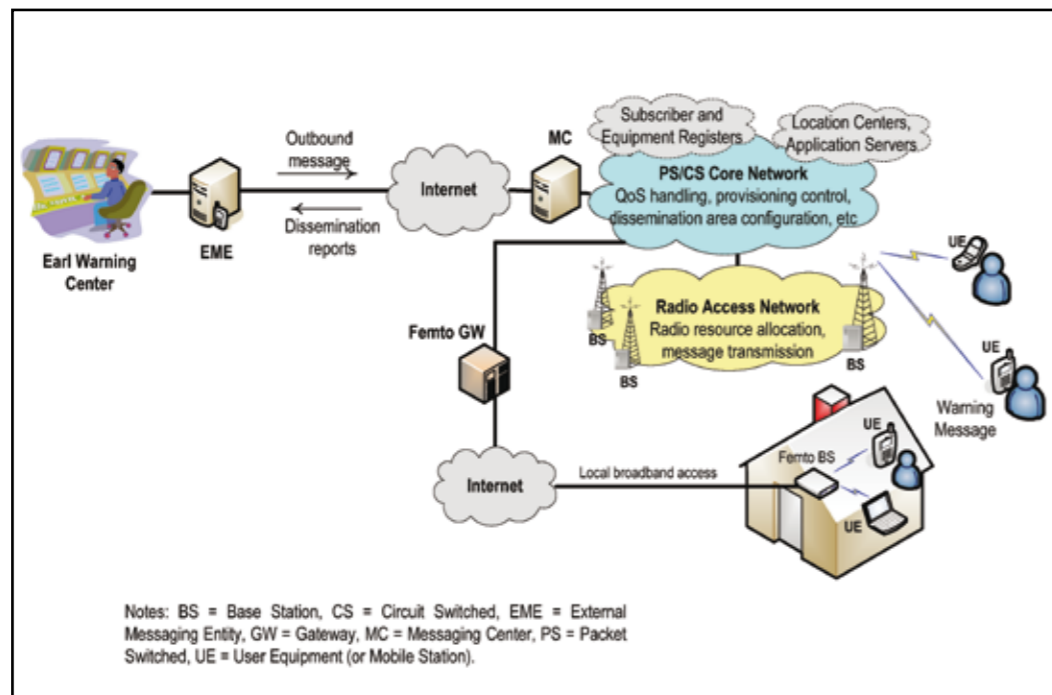 Subscriber and
Equipment Registers
Location Centers,
Application Servers
MC
PS/CS Core Network
QoS handling, provisioning control,
dissemination area configuration, etc
Outbound
message
Internet
Dissemination
reports
EME
Earl Warning
Center
UE
Radio Access Network
Radio resource allocation,
message transmission
BS
BS
BS
Femto GW
UE
Warning
Message
UE
Femto BS
Local broadband access
Internet
UE
Notes: BS = Base Station, CS = Circuit Switched, EME = External
Messaging Entity, GW = Gateway, MC = Messaging Center, PS = Packet
Switched, UE = User Equipment (or Mobile Station).